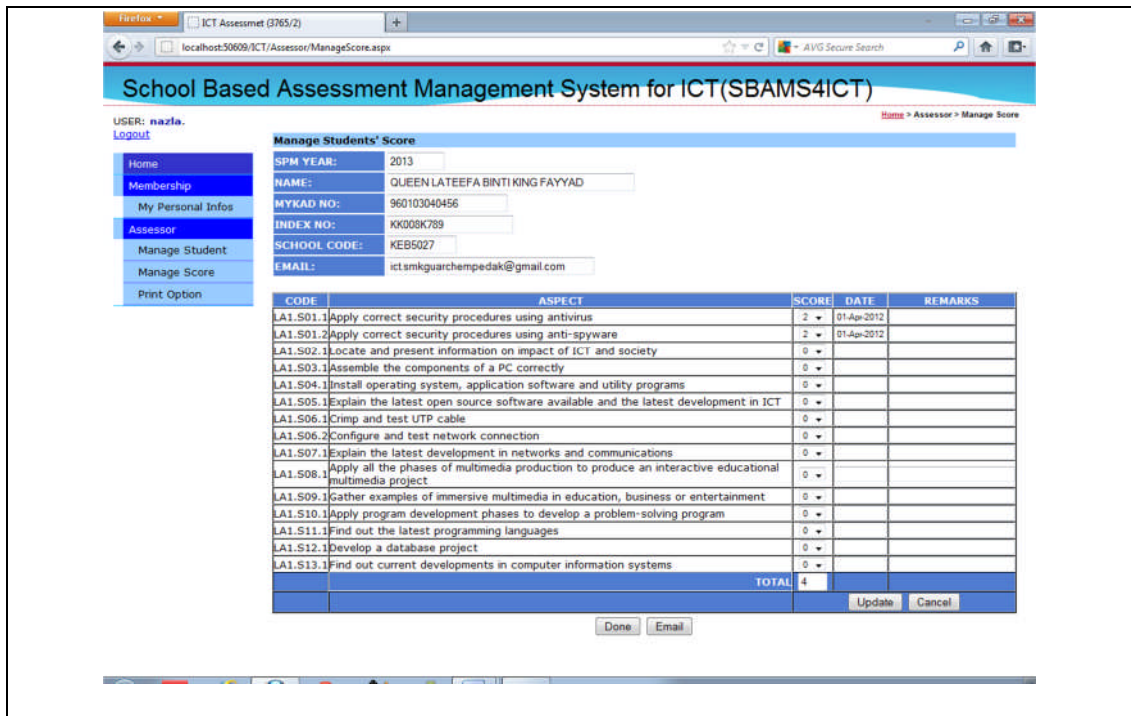 Firefox
ICT Assessmet (3765/2)
localhost:50609/ICT/Assessor/ManageScore.aspx
AVG Secure Search
School Based Assessment Management System for ICT(SBAMS4ICT)
USER: nazla.
Logout
Home > Assessor > Manage Score
Home
Membership
My Personal Infos
Assessor
Manage Student
Manage Score
Print Option
Manage Students' Score
SPM YEAR: 2013
NAME: QUEEN LATEEFA BINTI KING FAYYAD
MYKAD NO: 960103040456
INDEX NO: KK008K789
SCHOOL CODE: KEB5027
EMAIL: ict.smkguarchempedak@gmail.com
CODE ASPECT SCORE DATE REMARKS
LA1.S01.1 Apply correct security procedures using antivirus 2 01-Apr-2012
LA1.S01.2 Apply correct security procedures using anti-spyware 2 01-Apr-2012
LA1.S02.1 Locate and present information on impact of ICT and society 0
LA1.S03.1 Assemble the components of a PC correctly 0
LA1.S04.1 Install operating system, application software and utility programs 0
LA1.S05.1 Explain the latest open source software available and the latest development in ICT 0
LA1.S06.1 Crimp and test UTP cable 0
LA1.S06.2 Configure and test network connection 0
LA1.S07.1 Explain the latest development in networks and communications 0
LA1.S08.1 Apply all the phases of multimedia production to produce an interactive educational
multimedia project 0
LA1.S09.1 Gather examples of immersive multimedia in education, business or entertainment 0
LA1.S10.1 Apply program development phases to develop a problem-solving program 0
LA1.S11.1 Find out the latest programming languages 0
LA1.S12.1 Develop a database project 0
LA1.S13.1 Find out current developments in computer information systems 0
TOTAL 4
Update Cancel
Done Email